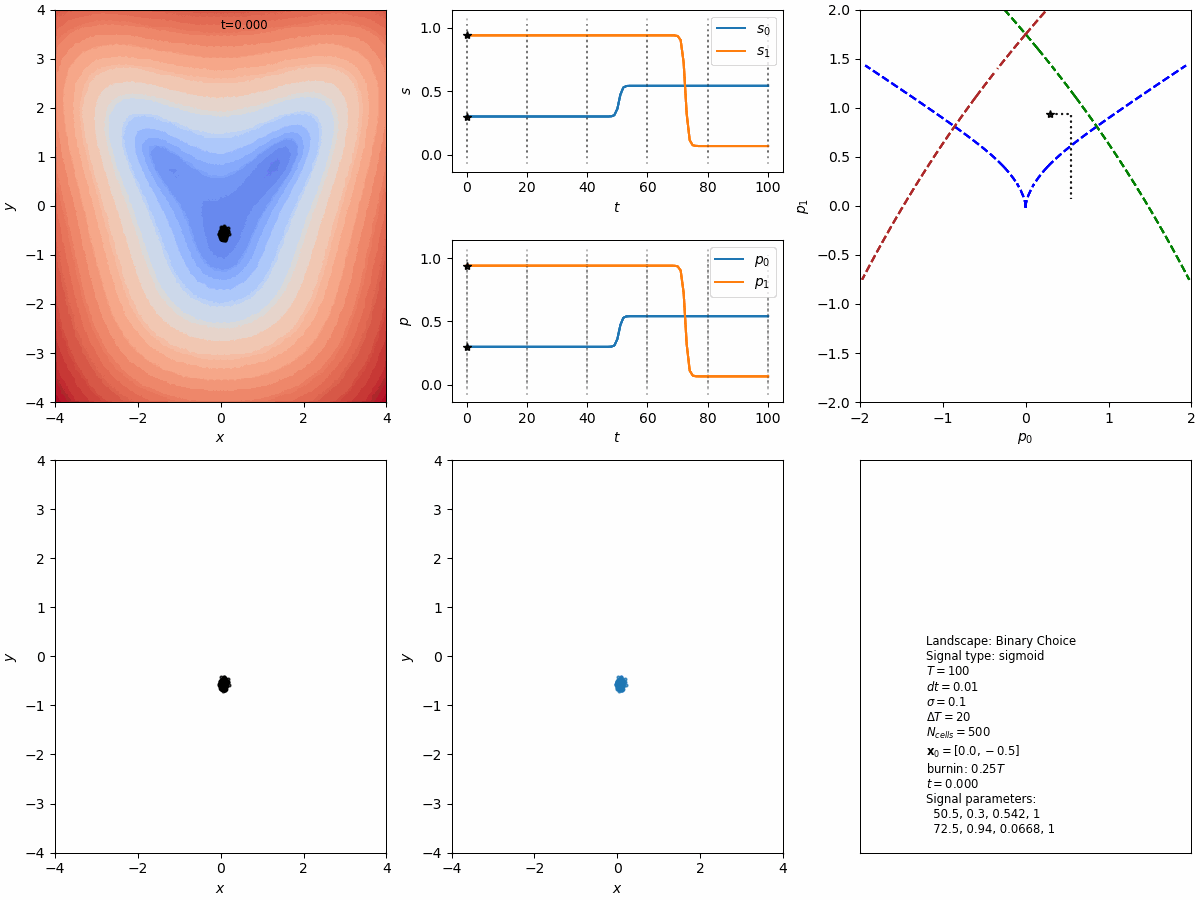 t=0.000
4
3
2
1
0
−1
−2
−3
−4
y
−4
−2
0
2
4
x
1.0
0.5
0.0
s
s₀
s₁
0
20
40
60
80
100
t
1.0
0.5
0.0
p
p₀
p₁
0
20
40
60
80
100
t
2.0
1.5
1.0
0.5
0.0
−0.5
−1.0
−1.5
−2.0
p₁
−2
−1
0
1
2
p₀
4
3
2
1
0
−1
−2
−3
−4
y
−4
−2
0
2
4
x
4
3
2
1
0
−1
−2
−3
−4
y
−4
−2
0
2
4
x
Landscape: Binary Choice
Signal type: sigmoid
T = 100
dt = 0.01
σ = 0.1
ΔT = 20
N_cells = 500
x₀ = [0.0, −0.5]
burnin: 0.25T
t = 0.000
Signal parameters:
50.5, 0.3, 0.542, 1
72.5, 0.94, 0.0668, 1